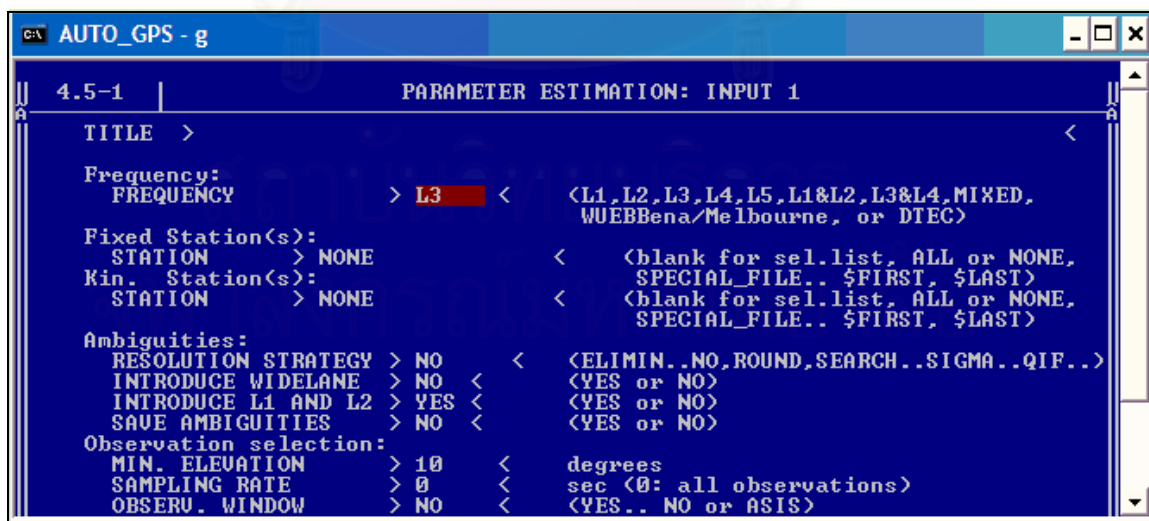 AUTO_GPS - g
4.5-1 | PARAMETER ESTIMATION: INPUT 1
TITLE > <
Frequency:
FREQUENCY > L3 < (L1,L2,L3,L4,L5,L1&L2,L3&L4,MIXED,
WUEBBena/Melbourne, or DTEC)
Fixed Station(s):
STATION > NONE < (blank for sel.list, ALL or NONE,
SPECIAL_FILE.. $FIRST, $LAST)
Kin. Station(s):
STATION > NONE < (blank for sel.list, ALL or NONE,
SPECIAL_FILE.. $FIRST, $LAST)
Ambiguities:
RESOLUTION STRATEGY > NO < (ELIMIN..NO,ROUND,SEARCH..SIGMA..QIF..)
INTRODUCE WIDELANE > NO < (YES or NO)
INTRODUCE L1 AND L2 > YES < (YES or NO)
SAVE AMBIGUITIES > NO < (YES or NO)
Observation selection:
MIN. ELEVATION > 10 < degrees
SAMPLING RATE > 0 < sec (0: all observations)
OBSERV. WINDOW > NO < (YES.. NO or ASIS)